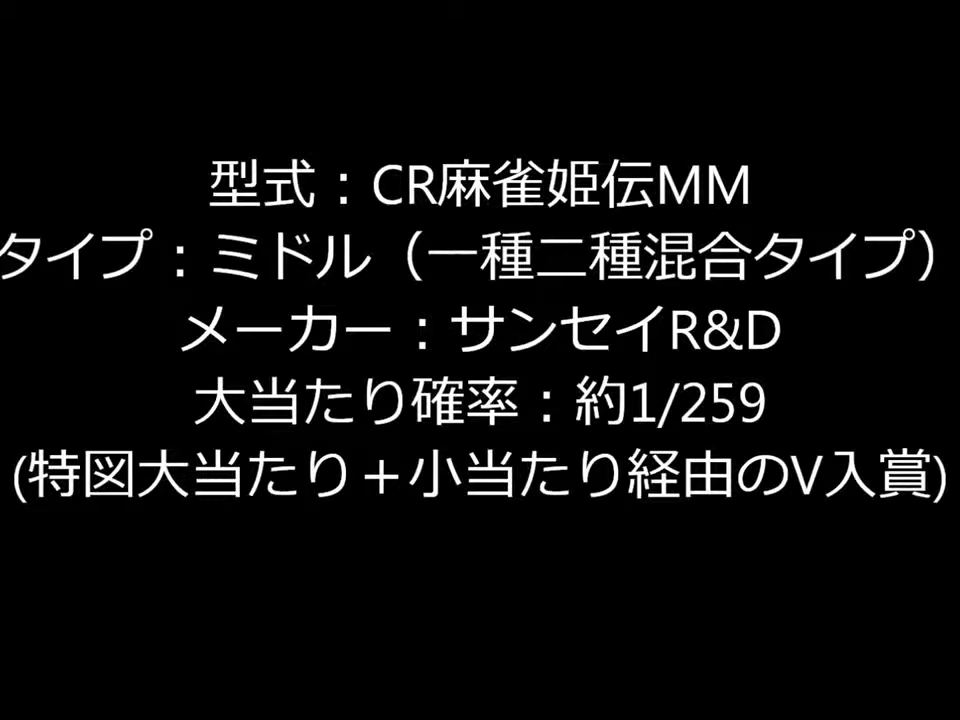 型式：CR麻雀姫伝MM
タイプ：ミドル（一種二種混合タイプ）
メーカー：サンセイR&D
大当たり確率：約1/259
(特図大当たり＋小当たり経由のV入賞)